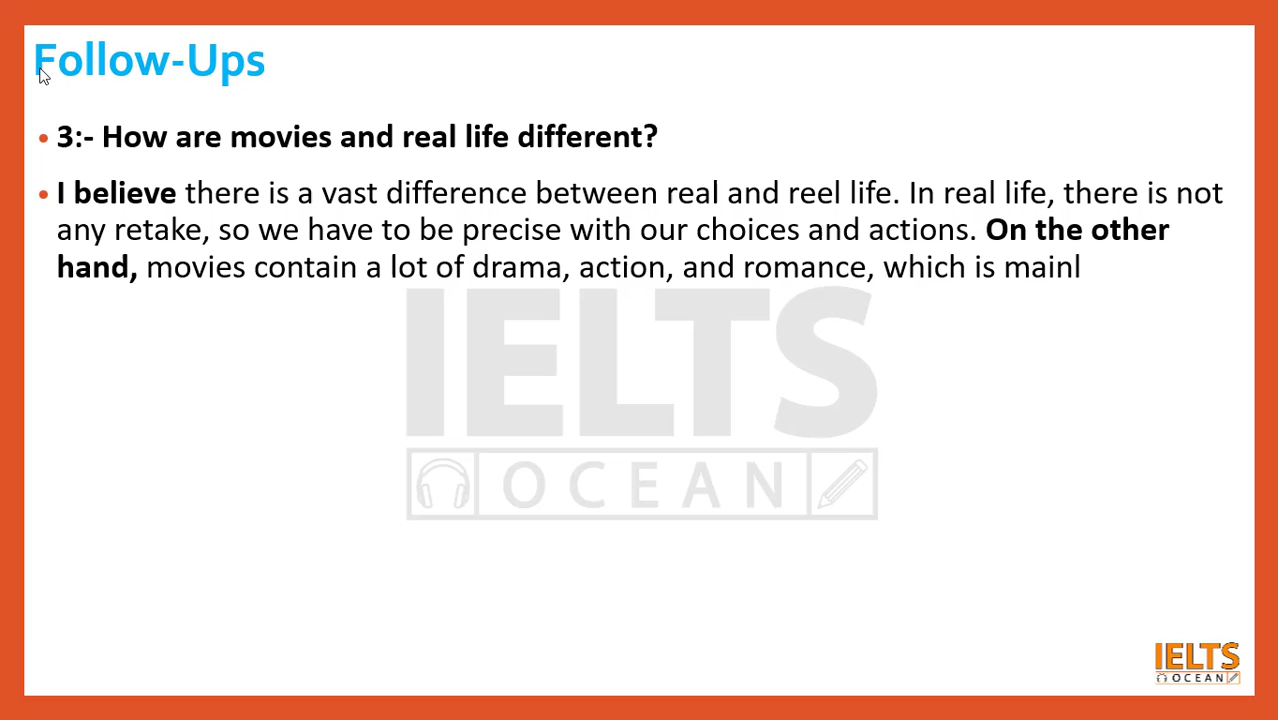 Follow-Ups
• 3:- How are movies and real life different?
• I believe there is a vast difference between real and reel life. In real life, there is not
any retake, so we have to be precise with our choices and actions. On the other
hand, movies contain a lot of drama, action, and romance, which is mainl
IELTS
OCEAN
IELTS
OCEAN